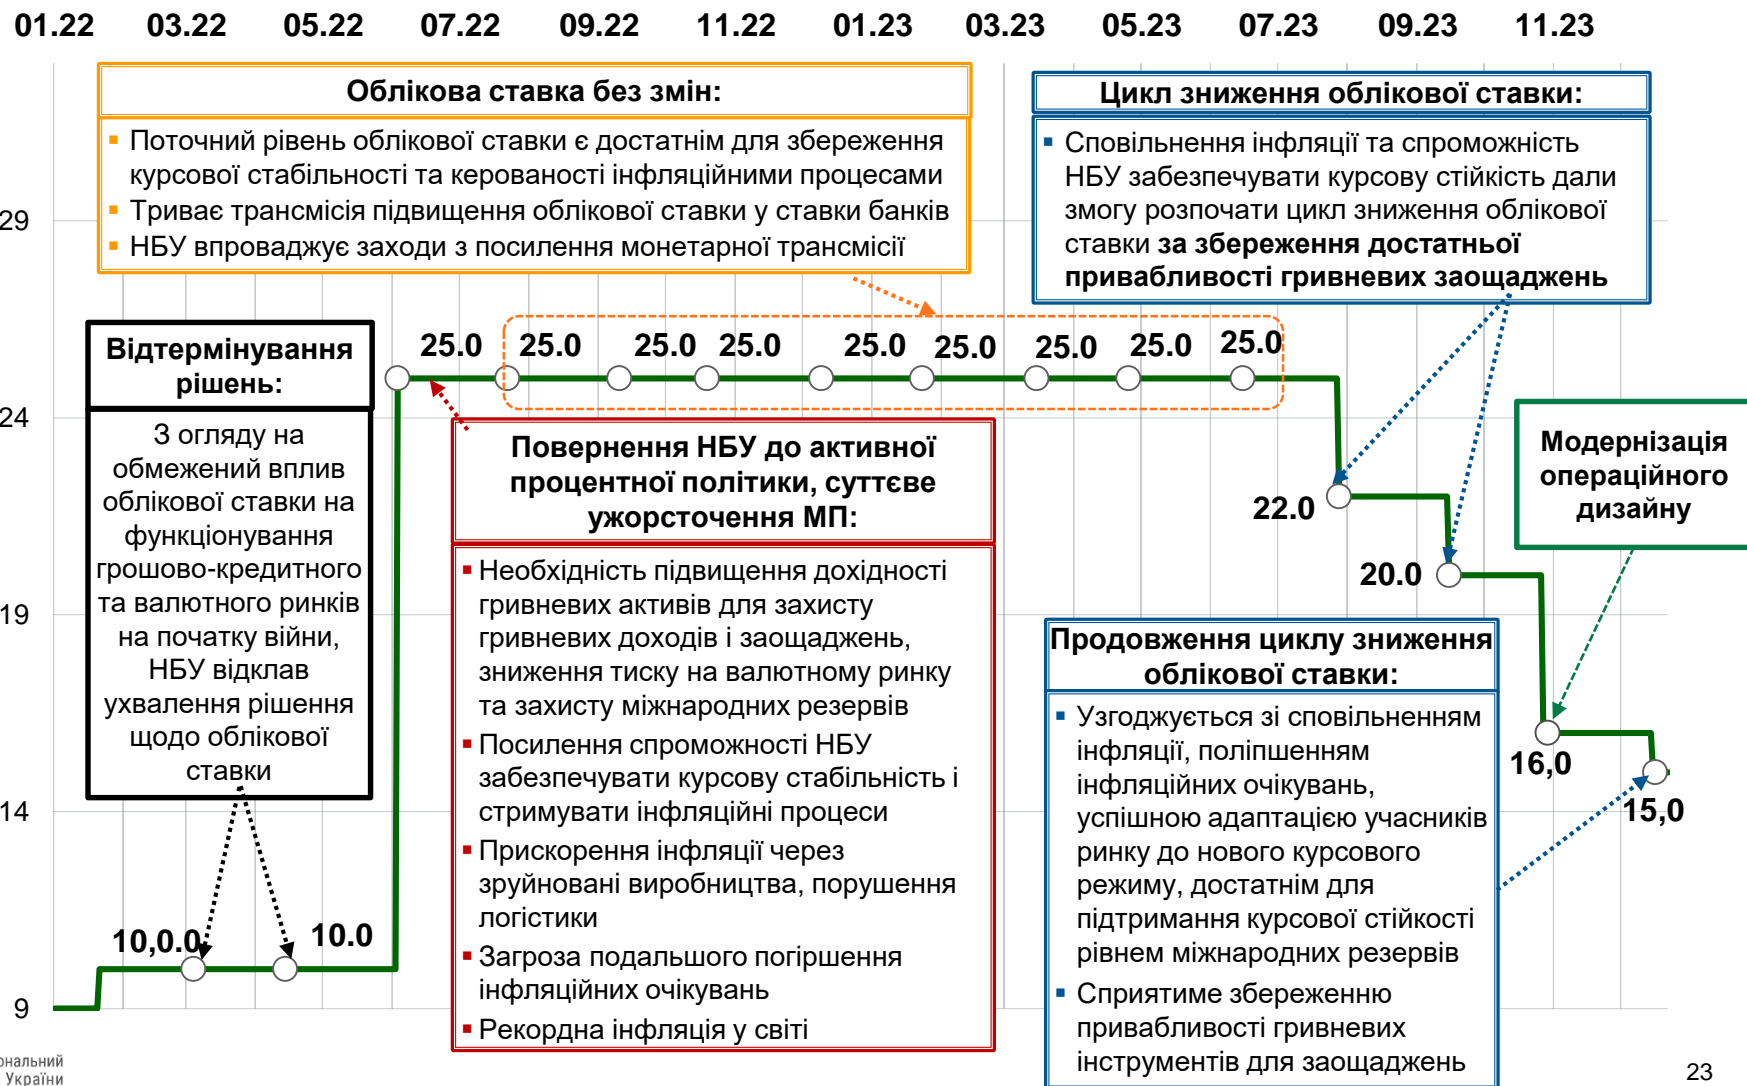 01.22 03.22 05.22 07.22 09.22 11.22 01.23 03.23 05.23 07.23 09.23 11.23
Облікова ставка без змін:
▪ Поточний рівень облікової ставки є достатнім для збереження
курсової стабільності та керованості інфляційними процесами
▪ Триває трансмісія підвищення облікової ставки у ставки банків
▪ НБУ впроваджує заходи з посилення монетарної трансмісії
Цикл зниження облікової ставки:
▪ Сповільнення інфляції та спроможність
НБУ забезпечувати курсову стійкість дали
змогу розпочати цикл зниження облікової
ставки за збереження достатньої
привабливості гривневих заощаджень
29
24
19
14
9
Відтермінування
рішень:
З огляду на
обмежений вплив
облікової ставки на
функціонування
грошово-кредитного
та валютного ринків
на початку війни,
НБУ відклав
ухвалення рішення
щодо облікової
ставки
10,0.0 10.0
25.0 25.0 25.0 25.0 25.0 25.0 25.0 25.0 25.0
Повернення НБУ до активної
процентної політики, суттєве
ужорсточення МП:
▪ Необхідність підвищення дохідності
гривневих активів для захисту
гривневих доходів і заощаджень,
зниження тиску на валютному ринку
та захисту міжнародних резервів
▪ Посилення спроможності НБУ
забезпечувати курсову стабільність і
стримувати інфляційні процеси
▪ Прискорення інфляції через
зруйновані виробництва, порушення
логістики
▪ Загроза подальшого погіршення
інфляційних очікувань
▪ Рекордна інфляція у світі
22.0
20.0
16,0
15,0
Модернізація
операційного
дизайну
Продовження циклу зниження
облікової ставки:
▪ Узгоджується зі сповільненням
інфляції, поліпшенням
інфляційних очікувань,
успішною адаптацією учасників
ринку до нового курсового
режиму, достатнім для
підтримання курсової стійкості
рівнем міжнародних резервів
▪ Сприятиме збереженню
привабливості гривневих
інструментів для заощаджень
ональний
України
23